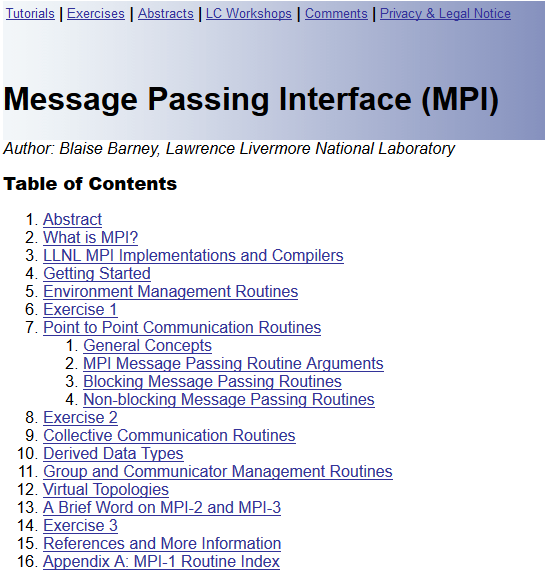 Tutorials | Exercises | Abstracts | LC Workshops | Comments | Privacy & Legal Notice
Message Passing Interface (MPI)
Author: Blaise Barney, Lawrence Livermore National Laboratory
Table of Contents
1. Abstract
2. What is MPI?
3. LLNL MPI Implementations and Compilers
4. Getting Started
5. Environment Management Routines
6. Exercise 1
7. Point to Point Communication Routines
1. General Concepts
2. MPI Message Passing Routine Arguments
3. Blocking Message Passing Routines
4. Non-blocking Message Passing Routines
8. Exercise 2
9. Collective Communication Routines
10. Derived Data Types
11. Group and Communicator Management Routines
12. Virtual Topologies
13. A Brief Word on MPI-2 and MPI-3
14. Exercise 3
15. References and More Information
16. Appendix A: MPI-1 Routine Index